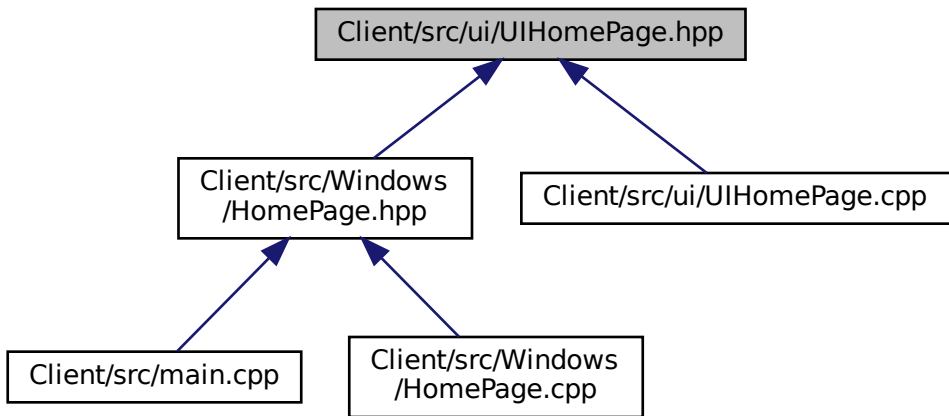 Client/src/ui/UIHomePage.hpp
Client/src/Windows
/HomePage.hpp
Client/src/ui/UIHomePage.cpp
Client/src/main.cpp
Client/src/Windows
/HomePage.cpp